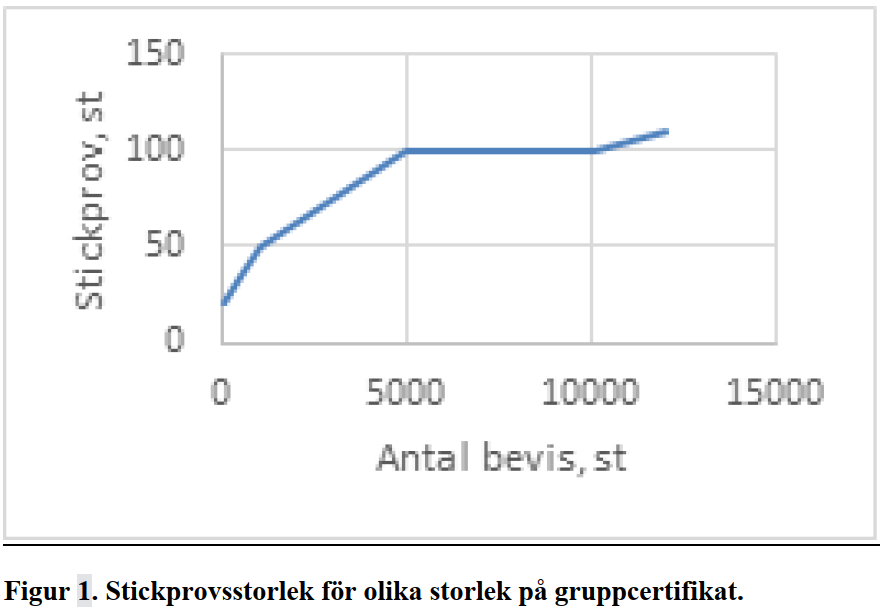 150
100
50
0
Stickprov, st
0 5000 10000 15000
Antal bevis, st
Figur 1. Stickprovsstorlek för olika storlek på gruppcertifikat.